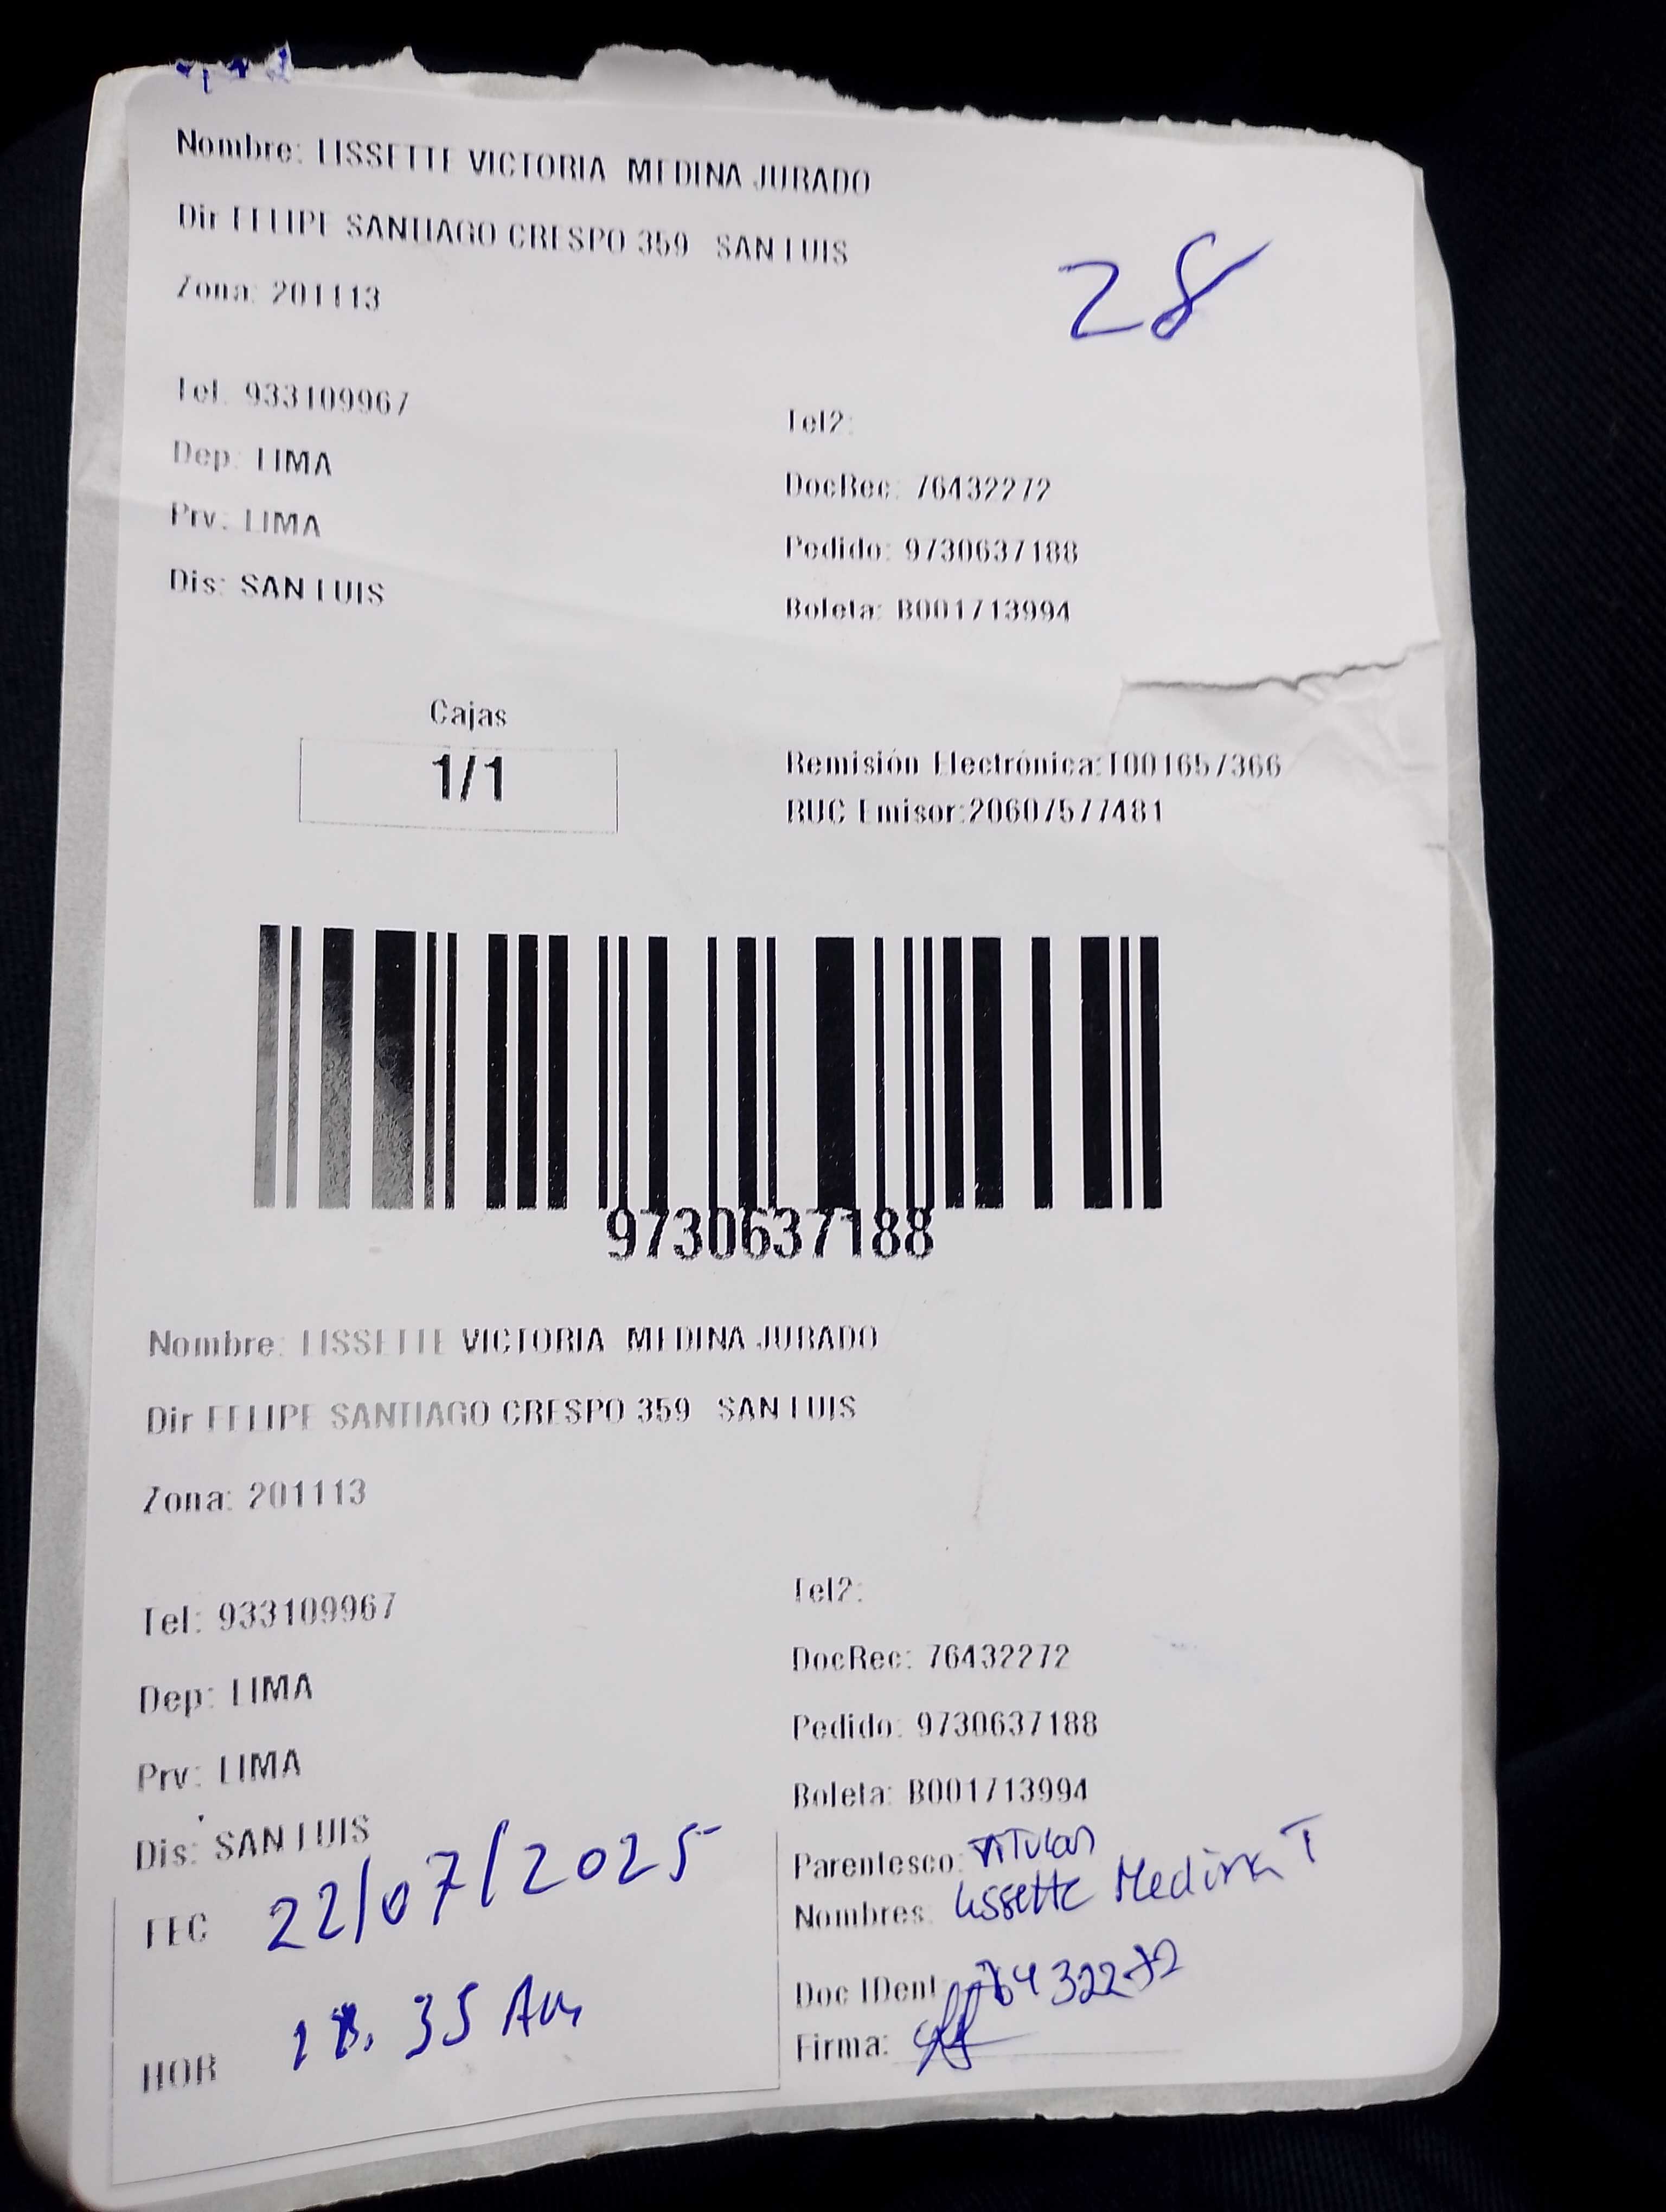 Nombre: LISSETTE VICTORIA MEDINA JURADO
Dir FELIPE SANTIAGO CRESPO 359 SAN LUIS
28
Zona: 201113
Tel: 933109967
Tel2:
Dep: LIMA
DocRec: 76432272
Prv: LIMA
Pedido: 9730637188
Dis: SAN LUIS
Boleta: B001713994
Cajas
1/1
Remisión Electrónica:T001657366
RUC Emisor:20607577481
9730637188
Nombre: LISSETTE VICTORIA MEDINA JURADO
Dir FELIPE SANTIAGO CRESPO 359 SAN LUIS
Zona: 201113
Tel: 933109967
Tel2:
Dep: LIMA
DocRec: 76432272
Prv: LIMA
Pedido: 9730637188
Dis: SAN LUIS
Boleta: B001713994
FEC 22/07/2025
Parentesco: TITULAR
Nombres: Lissette Medina
Doc IDent 76432272
HOR
Firma: